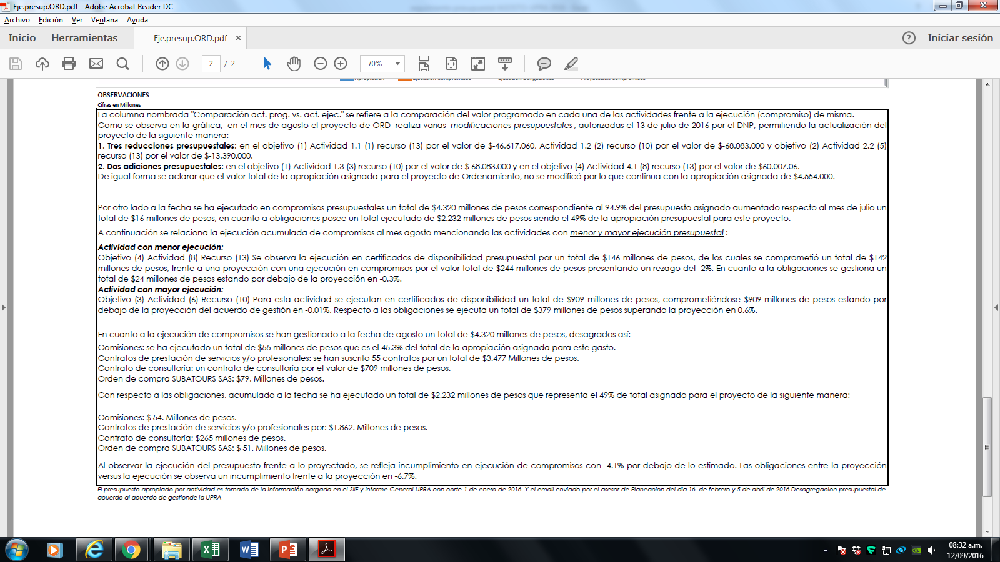 Eje.presup.ORD.pdf - Adobe Acrobat Reader DC
Archivo Edición Ver Ventana Ayuda
Inicio Herramientas Eje.presup.ORD.pdf × ? Iniciar sesión
2 / 2 70%
Apropiación Ejecución Compromisos Ejecución Obligaciones Proyección Compromisos
OBSERVACIONES
Cifras en Millones
La columna nombrada "Comparación act. prog. vs. act. ejec." se refiere a la comparación del valor programado en cada una de las actividades frente a la ejecución (compromiso) de misma.
Como se observa en la gráfica, en el mes de agosto el proyecto de ORD realiza varias modificaciones presupuestales, autorizadas el 13 de julio de 2016 por el DNP, permitiendo la actualización del
proyecto de la siguiente manera:
1. Tres reducciones presupuestales: en el objetivo (1) Actividad 1.1 (1) recurso (13) por el valor de $-46.617.060, Actividad 1.2 (2) recurso (10) por el valor de $-68.083.000 y objetivo (2) Actividad 2.2 (5)
recurso (13) por el valor de $-13.390.000.
2. Dos adiciones presupuestales: en el objetivo (1) Actividad 1.3 (3) recurso (10) por el valor de $ 68.083.000 y en el objetivo (4) Actividad 4.1 (8) recurso (13) por el valor de $60.007.06.
De igual forma se aclarar que el valor total de la apropiación asignada para el proyecto de Ordenamiento, no se modificó por lo que continua con la apropiación asignada de $4.554.000.
Por otro lado a la fecha se ha ejecutado en compromisos presupuestales un total de $4.320 millones de pesos correspondiente al 94.9% del presupuesto asignado aumentado respecto al mes de julio un
total de $16 millones de pesos, en cuanto a obligaciones posee un total ejecutado de $2.232 millones de pesos siendo el 49% de la apropiación presupuestal para este proyecto.
A continuación se relaciona la ejecución acumulada de compromisos al mes agosto mencionando las actividades con menor y mayor ejecución presupuestal :
Actividad con menor ejecución:
Objetivo (4) Actividad (8) Recurso (13) Se observa la ejecución en certificados de disponibilidad presupuestal por un total de $146 millones de pesos, de los cuales se comprometió un total de $142
millones de pesos, frente a una proyección con una ejecución en compromisos por el valor total de $244 millones de pesos presentando un rezago del -2%. En cuanto a la obligaciones se gestiona un
total de $24 millones de pesos estando por debajo de la proyección en -0.3%.
Actividad con mayor ejecución:
Objetivo (3) Actividad (6) Recurso (10) Para esta actividad se ejecutan en certificados de disponibilidad un total de $909 millones de pesos, comprometiéndose $909 millones de pesos estando por
debajo de la proyección del acuerdo de gestión en -0.01%. Respecto a las obligaciones se ejecuta un total de $379 millones de pesos superando la proyección en 0.6%.
En cuanto a la ejecución de compromisos se han gestionado a la fecha de agosto un total de $4.320 millones de pesos, desagrados así:
Comisiones: se ha ejecutado un total de $55 millones de pesos que es el 45.3% del total de la apropiación asignada para este gasto.
Contratos de prestación de servicios y/o profesionales: se han suscrito 55 contratos por un total de $3.477 Millones de pesos.
Contrato de consultoría: un contrato de consultoría por el valor de $709 millones de pesos.
Orden de compra SUBATOURS SAS: $79. Millones de pesos.
Con respecto a las obligaciones, acumulado a la fecha se ha ejecutado un total de $2.232 millones de pesos que representa el 49% de total asignado para el proyecto de la siguiente manera:
Comisiones: $ 54. Millones de pesos.
Contratos de prestación de servicios y/o profesionales por: $1.862. Millones de pesos.
Contrato de consultoría: $265 millones de pesos.
Orden de compra SUBATOURS SAS: $ 51. Millones de pesos.
Al observar la ejecución del presupuesto frente a lo proyectado, se refleja incumplimiento en ejecución de compromisos con -4.1% por debajo de lo estimado. Las obligaciones entre la proyección
versus la ejecución se observa un incumplimiento frente a la proyección en -6.7%.
El presupuesto apropiado por actividad es tomado de la información cargada en el SIIF y Informe General UPRA con corte 1 de enero de 2016. Y el email enviado por el asesor de Planeacion del dia 16 de febrero y 5 de abril de 2016.Desagregacion presupuestal de
acuerdo al acuerdo de gestionde la UPRA
08:32 a.m.
12/09/2016